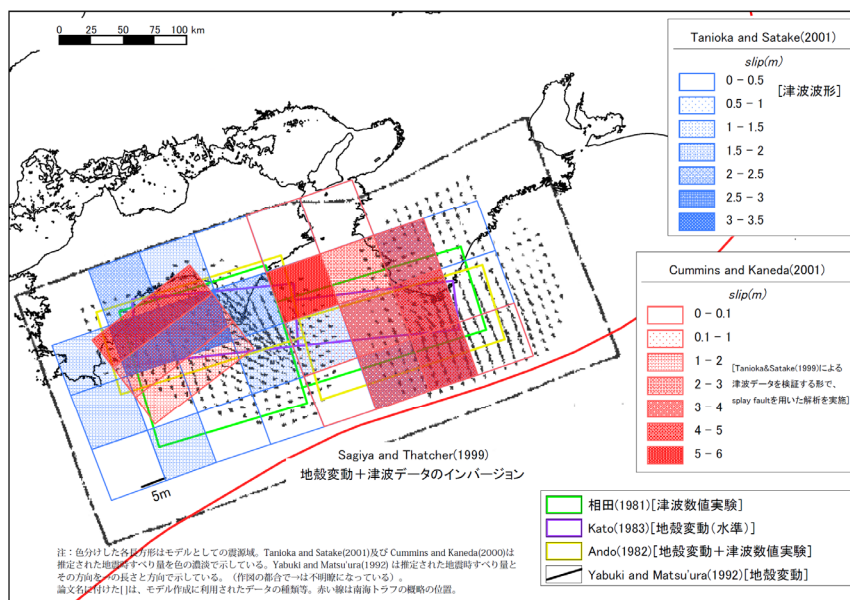 0 25 50 75 100 km
Tanioka and Satake(2001)
slip(m)
0 - 0.5
0.5 - 1
1 - 1.5
1.5 - 2
2 - 2.5
2.5 - 3
3 - 3.5
[津波波形]
Cummins and Kaneda(2001)
slip(m)
0 - 0.1
0.1 - 1
1 - 2
2 - 3
3 - 4
4 - 5
5 - 6
[Tanioka&Satake(1999)による
津波データを検証する形で、
splay faultを用いた解析を実施]
5m
Sagiya and Thatcher(1999)
地殻変動＋津波データのインバージョン
相田(1981)[津波数値実験]
Kato(1983)[地殻変動(水準)]
Ando(1982)[地殻変動＋津波数値実験]
Yabuki and Matsu'ura(1992)[地殻変動]
注：色分けした各長方形はモデルとしての震源域。Tanioka and Satake(2001)及び Cummins and Kaneda(2000)は
推定された地震時すべり量を色の濃淡で示している。Yabuki and Matsu'ura(1992) は推定された地震時すべり量と
その方向を→の長さと方向で示している。（作図の都合で→は不明瞭になっている）。
論文名に付けた[ ]は、モデル作成に利用されたデータの種類等。赤い線は南海トラフの概略の位置。